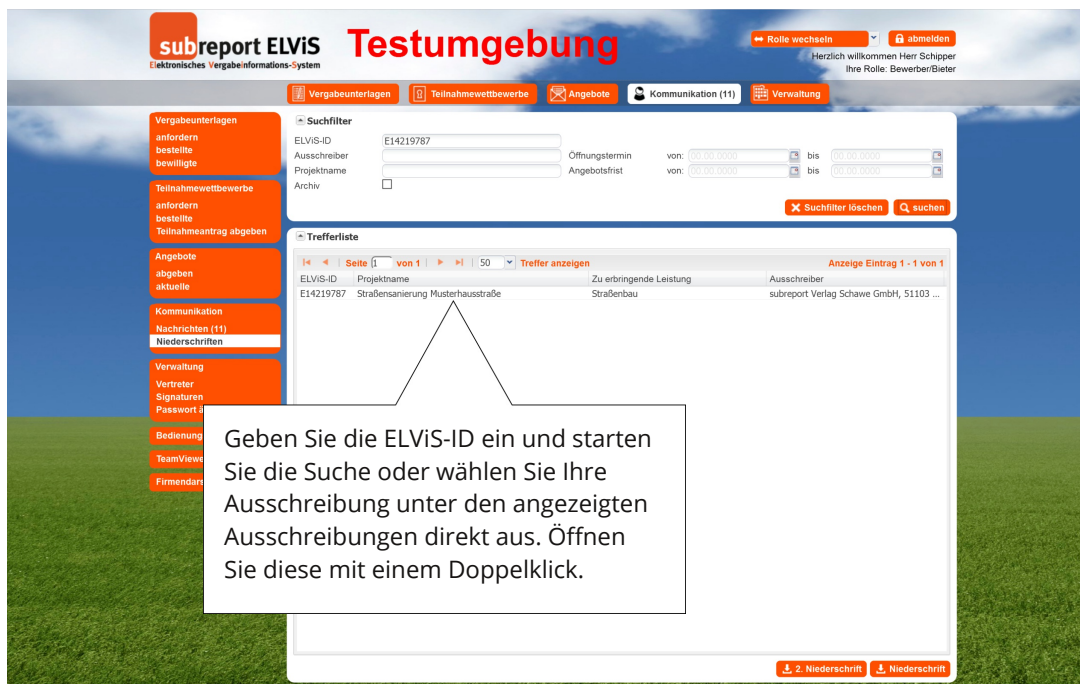 subreport ELViS
Elektronisches Vergabeinformations-System
Testumgebung
Rolle wechseln
abmelden
Herzlich willkommen Herr Schipper
Ihre Rolle: Bewerber/Bieter
Vergabeunterlagen
Teilnahmewettbewerbe
Angebote
Kommunikation (11)
Verwaltung
Vergabeunterlagen
anfordern
bestellte
bewilligte
Teilnahmewettbewerbe
anfordern
bestellte
Teilnahmeantrag abgeben
Angebote
abgeben
aktuelle
Kommunikation
Nachrichten (11)
Niederschriften
Verwaltung
Vertreter
Signaturen
Passwort
Bedienung
TeamViewe
Firmendars
Suchfilter
ELViS-ID E14219787
Ausschreiber Öffnungstermin von: 00.00.0000 bis 00.00.0000
Projektname Angebotsfrist von: 00.00.0000 bis 00.00.0000
Archiv
Suchfilter löschen suchen
Trefferliste
Seite 1 von 1 50 Treffer anzeigen Anzeige Eintrag 1 - 1 von 1
ELViS-ID Projektname Zu erbringende Leistung Ausschreiber
E14219787 Straßensanierung Musterhausstraße Straßenbau subreport Verlag Schawe GmbH, 51103 ...
Geben Sie die ELViS-ID ein und starten
Sie die Suche oder wählen Sie Ihre
Ausschreibung unter den angezeigten
Ausschreibungen direkt aus. Öffnen
Sie diese mit einem Doppelklick.
2. Niederschrift Niederschrift